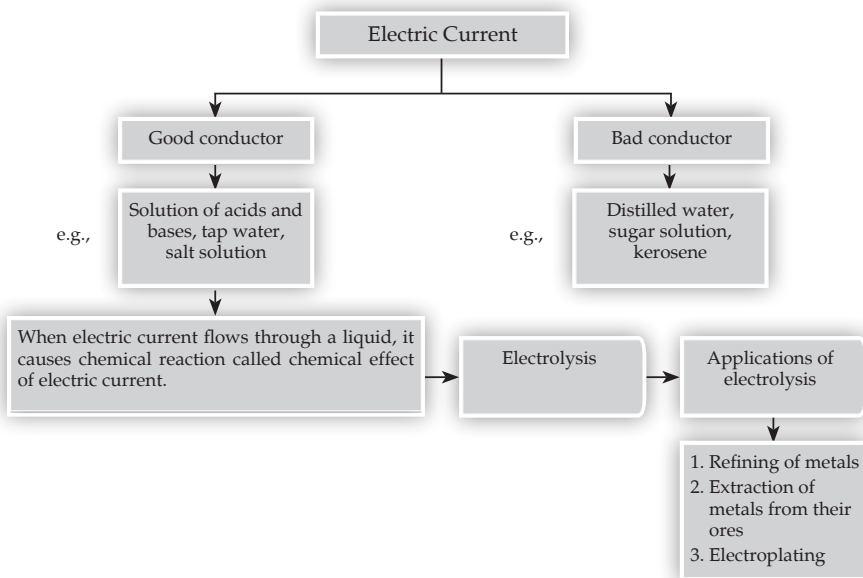 Electric Current
Good conductor
Bad conductor
e.g.,
Solution of acids and
bases, tap water,
salt solution
e.g.,
Distilled water,
sugar solution,
kerosene
When electric current flows through a liquid, it
causes chemical reaction called chemical effect
of electric current.
Electrolysis
Applications of
electrolysis
1. Refining of metals
2. Extraction of
metals from their
ores
3. Electroplating